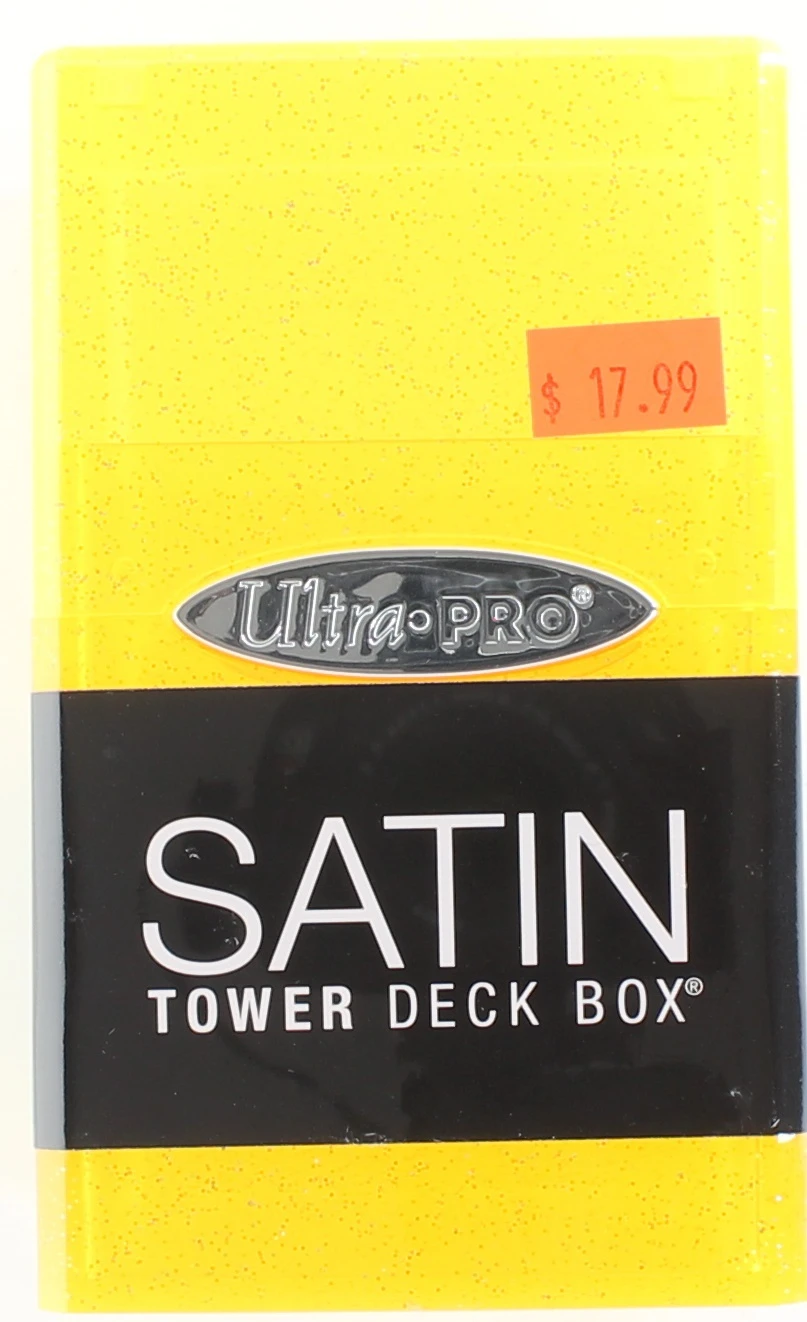 $ 17.99
Ultra•PRO®
SATIN
TOWER DECK BOX®